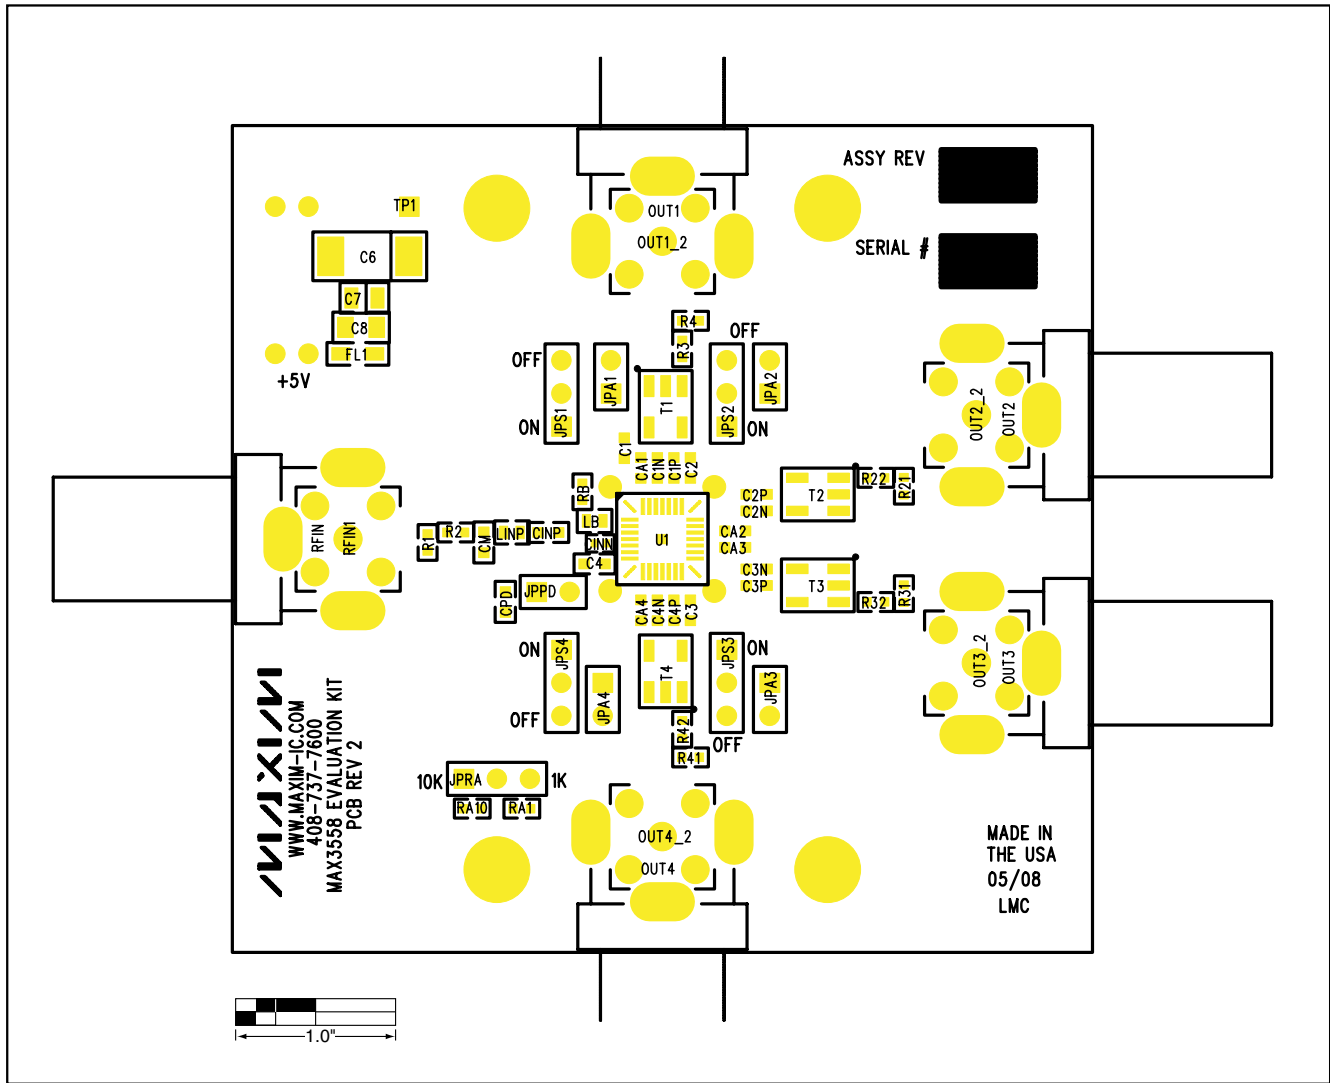 ASSY REV
SERIAL #
TP1
C6
C7
C8
FL1
+5V
OUT1
OUT1_2
R4
R3
OFF
OFF
ON
JPS1
JPA1
T1
JPS2
JPA2
ON
OUT2_2
OUT2
C1
CA1
C1N
C1P
C2
RB
LB
CINN
C4
U1
C2P
C2N
CA2
CA3
C3N
C3P
T2
R22
R21
T3
R32
R31
RFIN
RFIN1
R1
R2
CM
LINP
CINP
CPD
JPPD
CA4
C4N
C4P
C3
ON
JPS4
JPA4
OFF
T4
R42
R41
JPS3
JPA3
ON
OFF
OUT3_2
OUT3
MAXIM
WWW.MAXIM-IC.COM
408-737-7600
MAX3558 EVALUATION KIT
PCB REV 2
10K
JPRA
1K
RA10
RA1
OUT4_2
OUT4
MADE IN
THE USA
05/08
LMC
1.0"